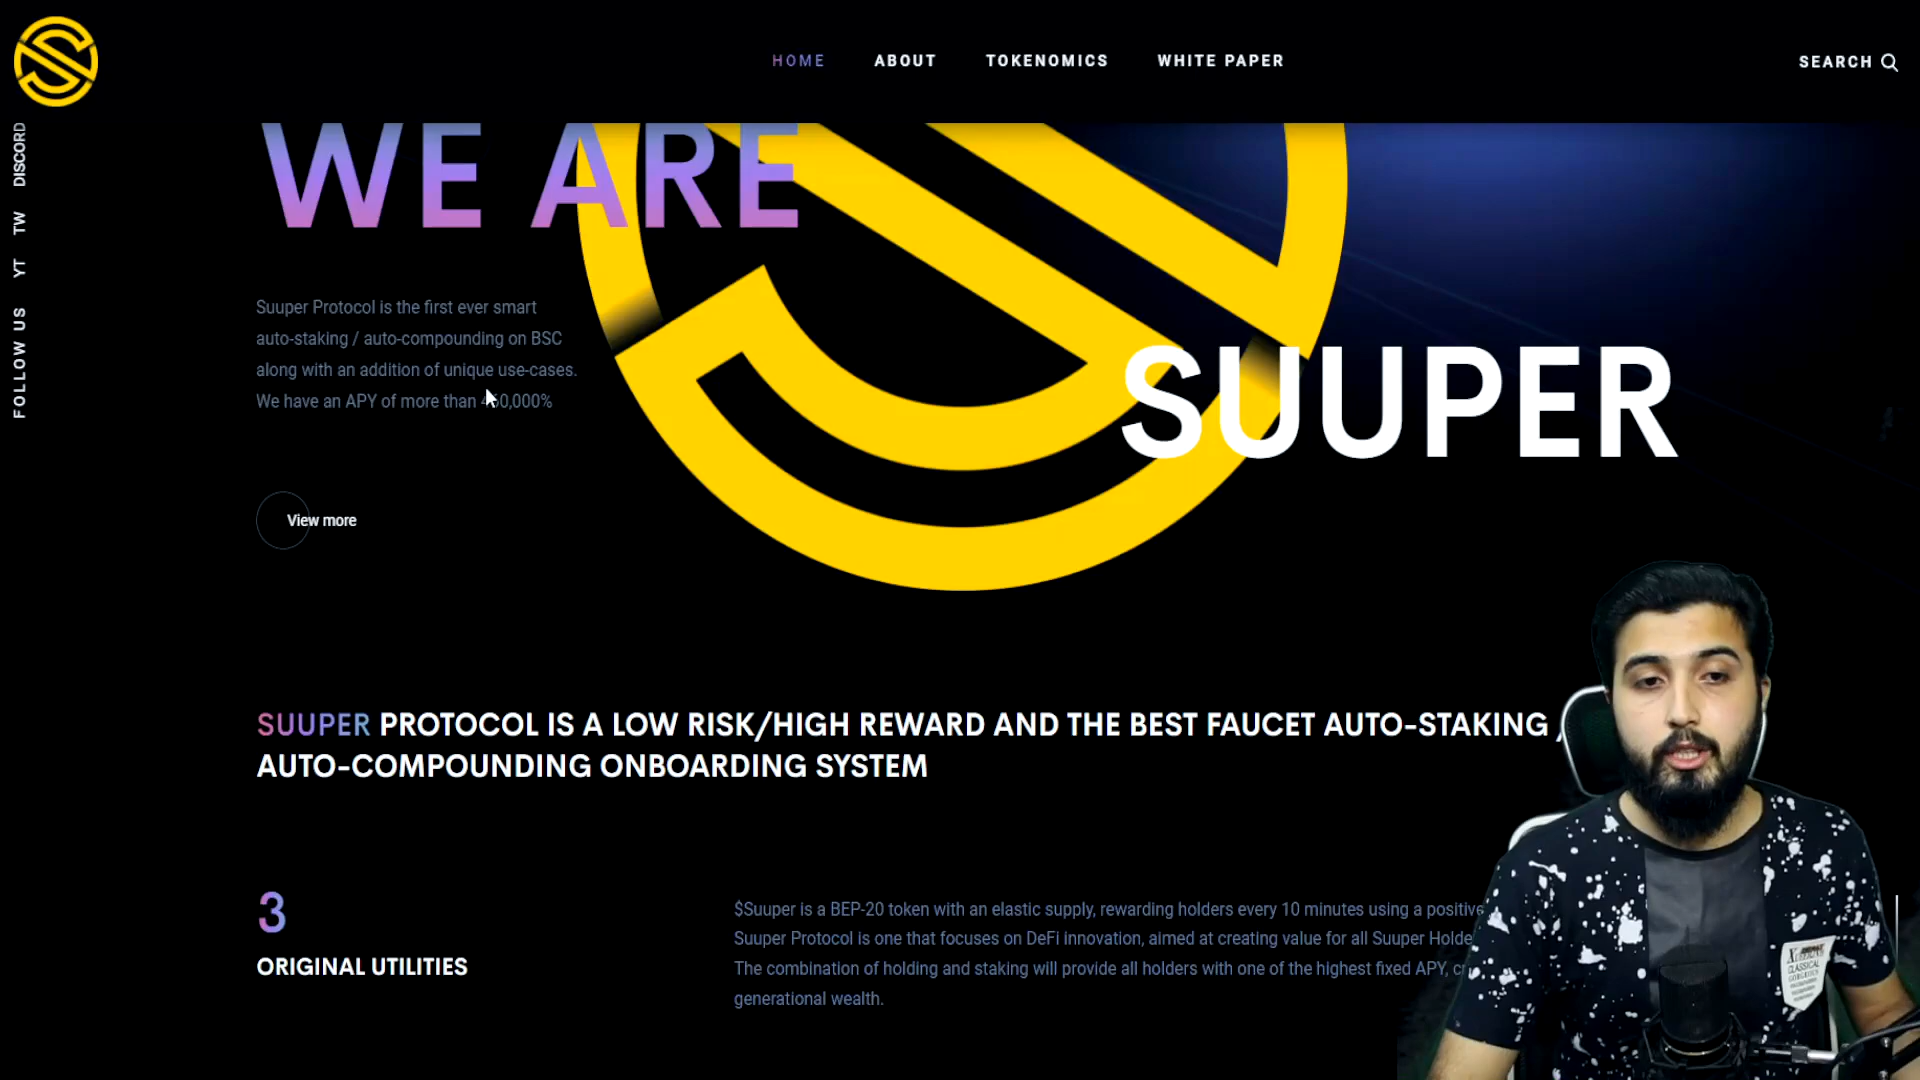 HOME ABOUT TOKENOMICS WHITE PAPER SEARCH
DISCORD
TW
YT
FOLLOW US
WE ARE
Suuper Protocol is the first ever smart
auto-staking / auto-compounding on BSC
along with an addition of unique use-cases.
We have an APY of more than
SUUPER
View more
SUUPER PROTOCOL IS A LOW RISK/HIGH REWARD AND THE BEST FAUCET AUTO-STAKING /
AUTO-COMPOUNDING ONBOARDING SYSTEM
3
ORIGINAL UTILITIES
$Suuper is a BEP-20 token with an elastic supply, rewarding holders every 10 minutes using a positive
Suuper Protocol is one that focuses on DeFi innovation, aimed at creating value for all Suuper
The combination of holding and staking will provide all holders with one of the highest fixed APY,
generational wealth.
CLASSICAL